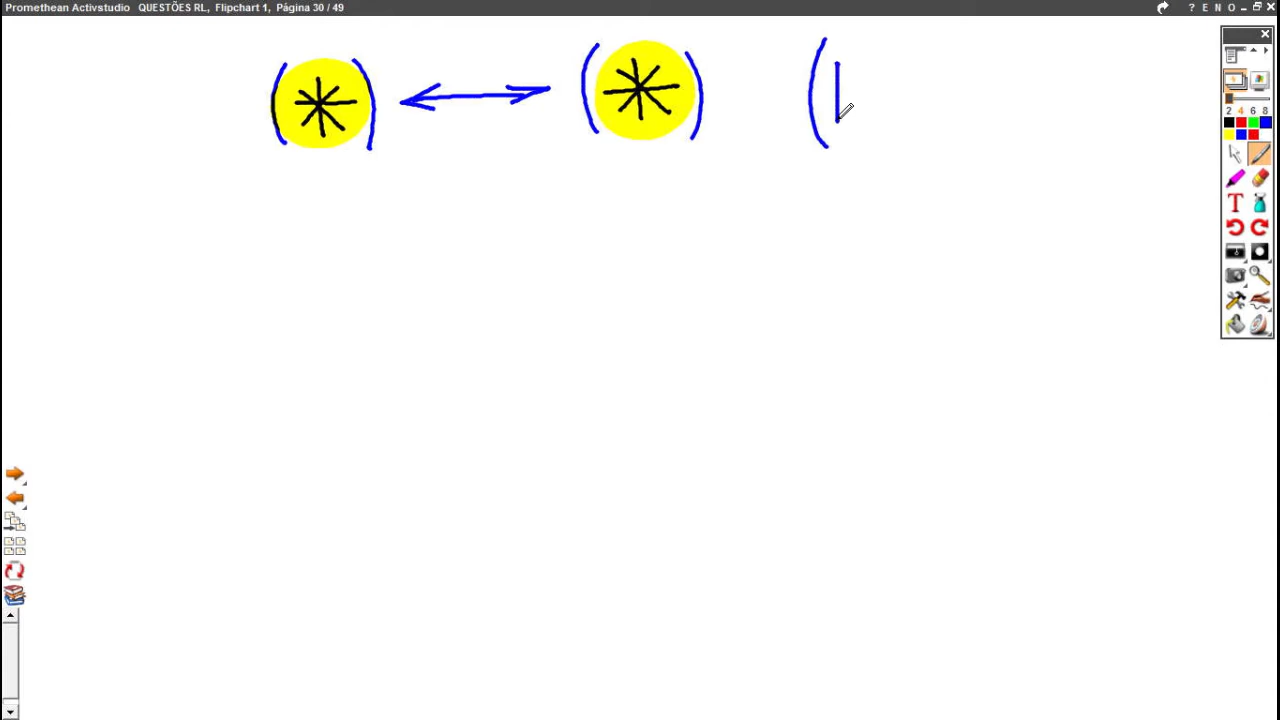 Promethean Activstudio QUESTÕES RL, Flipchart 1, Página 30 / 49 ? E N O
(*) ↔ (*) (
2 4 6 8
T